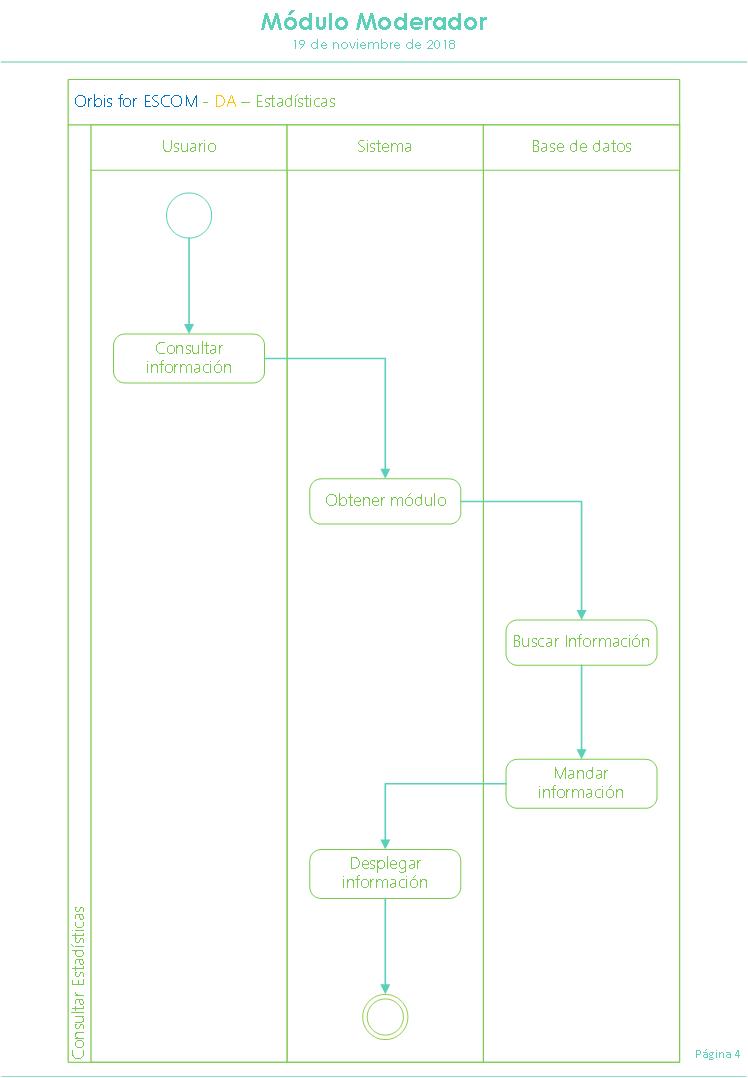 Módulo Moderador
19 de noviembre de 2018
Orbis for ESCOM - DA – Estadísticas
Usuario
Sistema
Base de datos
Consultar
información
Obtener módulo
Buscar Información
Mandar
información
Desplegar
información
Consultar Estadísticas
Página 4